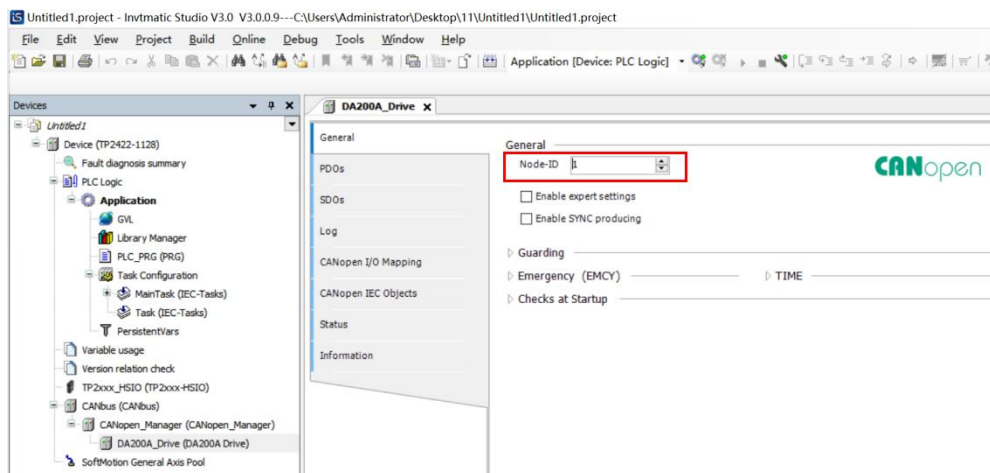 Untitled1.project - Invtmatic Studio V3.0 V3.0.0.9---C:\Users\Administrator\Desktop\11\Untitled1\Untitled1.project
File Edit View Project Build Online Debug Tools Window Help
Application [Device: PLC Logic]
Devices
Untitled1
Device (TP2422-1128)
Fault diagnosis summary
PLC Logic
Application
GVL
Library Manager
PLC_PRG (PRG)
Task Configuration
MainTask (IEC-Tasks)
Task (IEC-Tasks)
PersistentVars
Variable usage
Version relation check
TP2xxx_HSIO (TP2xxx-HSIO)
CANbus (CANbus)
CANopen_Manager (CANopen_Manager)
DA200A_Drive (DA200A Drive)
SoftMotion General Axis Pool
DA200A_Drive
General
PDOs
SDOs
Log
CANopen I/O Mapping
CANopen IEC Objects
Status
Information
General
Node-ID 1
CANopen
Enable expert settings
Enable SYNC producing
Guarding
Emergency (EMCY) TIME
Checks at Startup